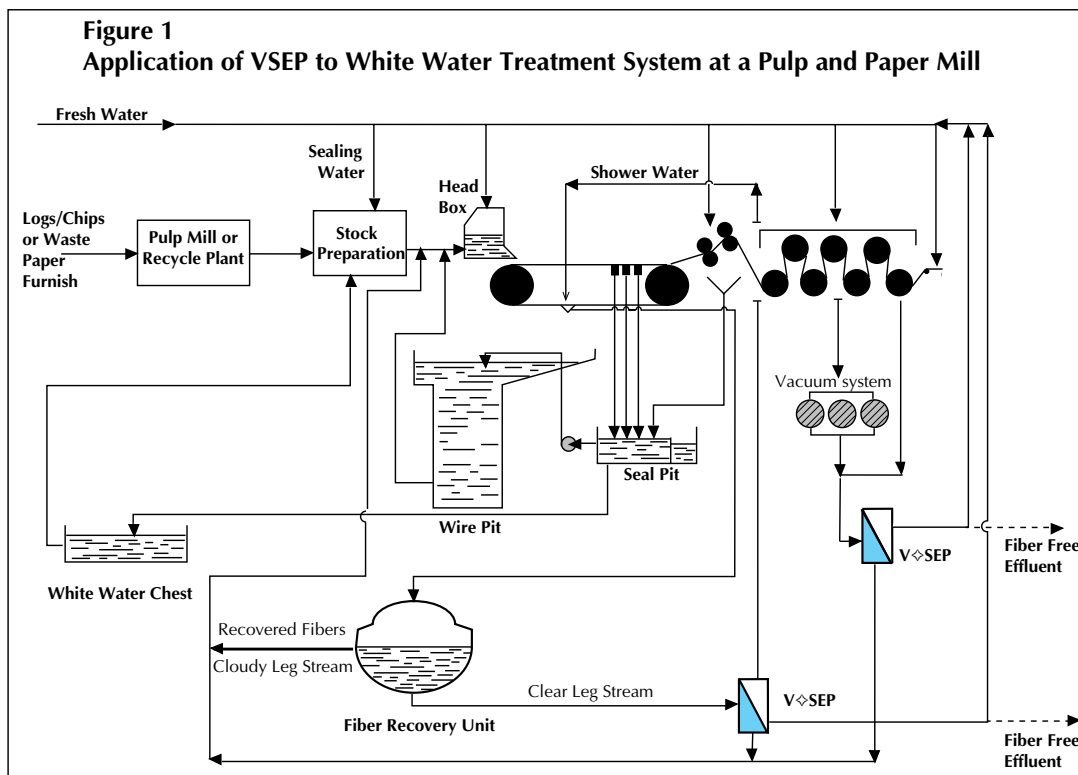 Figure 1
Application of VSEP to White Water Treatment System at a Pulp and Paper Mill
Fresh Water
Sealing
Water
Head
Box
Shower Water
Logs/Chips
or Waste
Paper
Furnish
Pulp Mill or
Recycle Plant
Stock
Preparation
Vacuum system
Seal Pit
Wire Pit
White Water Chest
V✧SEP
Fiber Free
Effluent
Recovered Fibers
Cloudy Leg Stream
Clear Leg Stream
Fiber Recovery Unit
V✧SEP
Fiber Free
Effluent